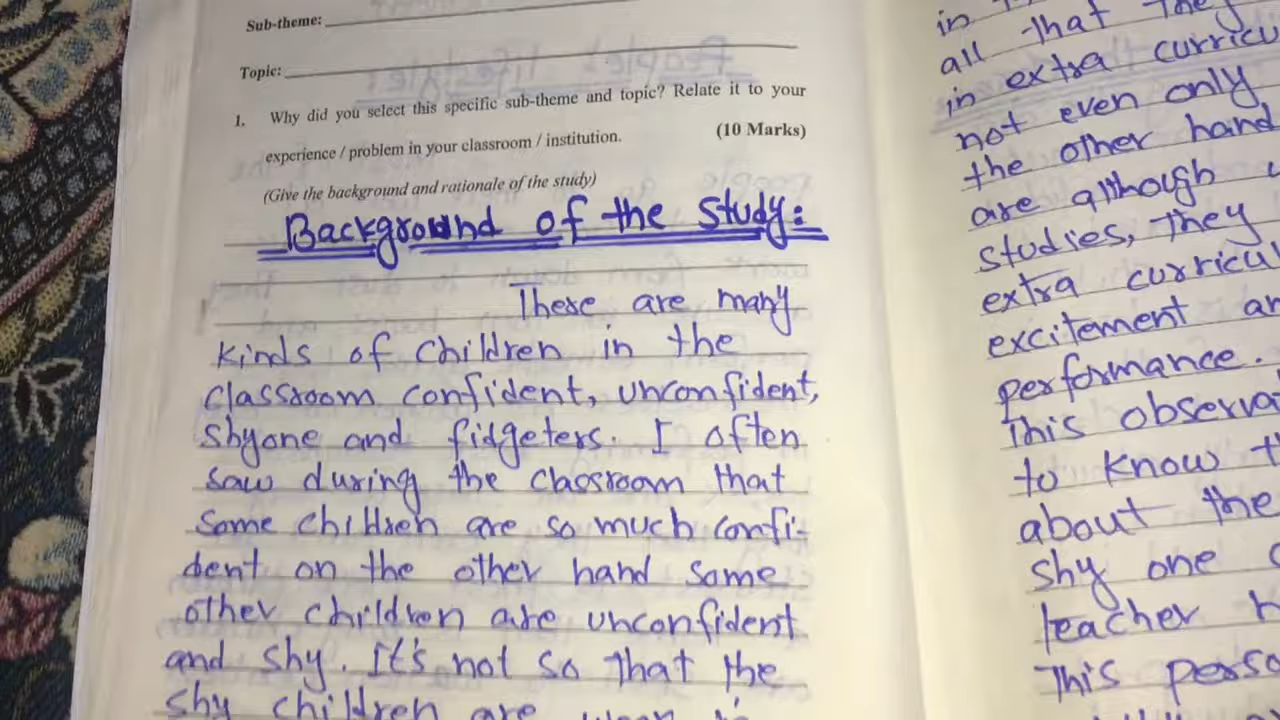 Sub-theme:
Topic:
1. Why did you select this specific sub-theme and topic? Relate it to your
experience / problem in your classroom / institution. (10 Marks)
(Give the background and rationale of the study)
Background of the study:
These are many
kinds of children in the
classroom confident, unconfident,
shyone and fidgeters. I often
saw during the classroom that
some children are so much confi-
dent on the other hand some
other children are unconfident
and shy. It's not so that the
shy children are
in
all that they
in extra curricu
not even only
the other hand
are although
studies, They
extra curricul
excitement an
performance.
This observa
to know t
about the
shy one
teacher h
This perso